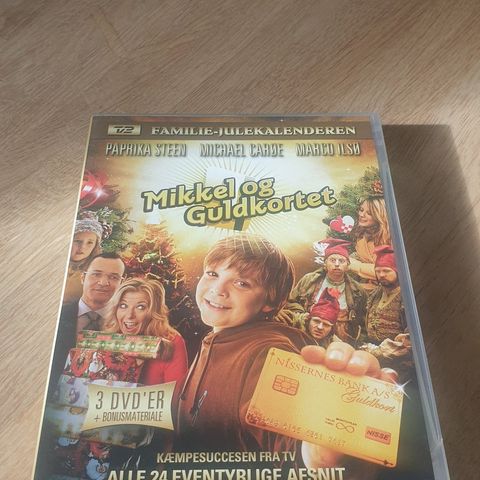 TV2 FAMILIE-JULEKALENDEREN
PAPRIKA STEEN MICHAEL CARØE MARCO ILSØ
Mikkel og
Guldkortet
NISSERNES BANK A/S
Guldkort
NISSE
3 DVD'ER
+ BONUSMATERIALE
KÆMPESUCCESEN FRA TV
ALLE 24 EVENTYRLIGE AFSNIT